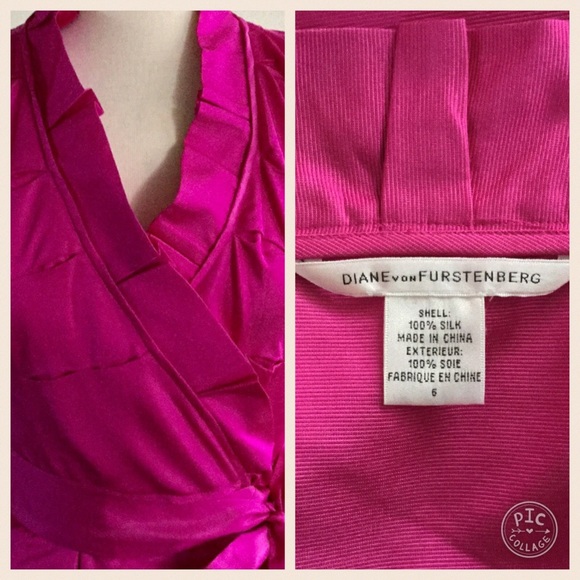 DIANE VON FURSTENBERG
SHELL:
100% SILK
MADE IN CHINA
EXTERIEUR:
100% SOIE
FABRIQUE EN CHINE
6
PIC
COLLAGE